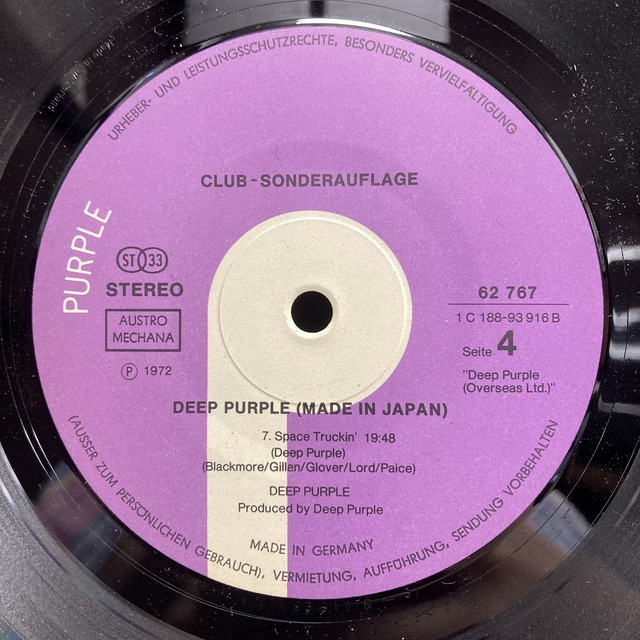 URHEBER- UND LEISTUNGSSCHUTZRECHTE, BESONDERS VERVIELFÄLTIGUNG
CLUB-SONDERAUFLAGE
PURPLE
ST 33
STEREO
AUSTRO
MECHANA
Ⓟ 1972
62 767
1 C 188-93 916 B
Seite 4
"Deep Purple
(Overseas Ltd.)"
DEEP PURPLE (MADE IN JAPAN)
7. Space Truckin' 19:48
(Deep Purple)
(Blackmore/Gillan/Glover/Lord/Paice)
DEEP PURPLE
Produced by Deep Purple
MADE IN GERMANY
(AUSSER ZUM PERSÖNLICHEN GEBRAUCH), VERMIETUNG, AUFFÜHRUNG, SENDUNG VORBEHALTEN